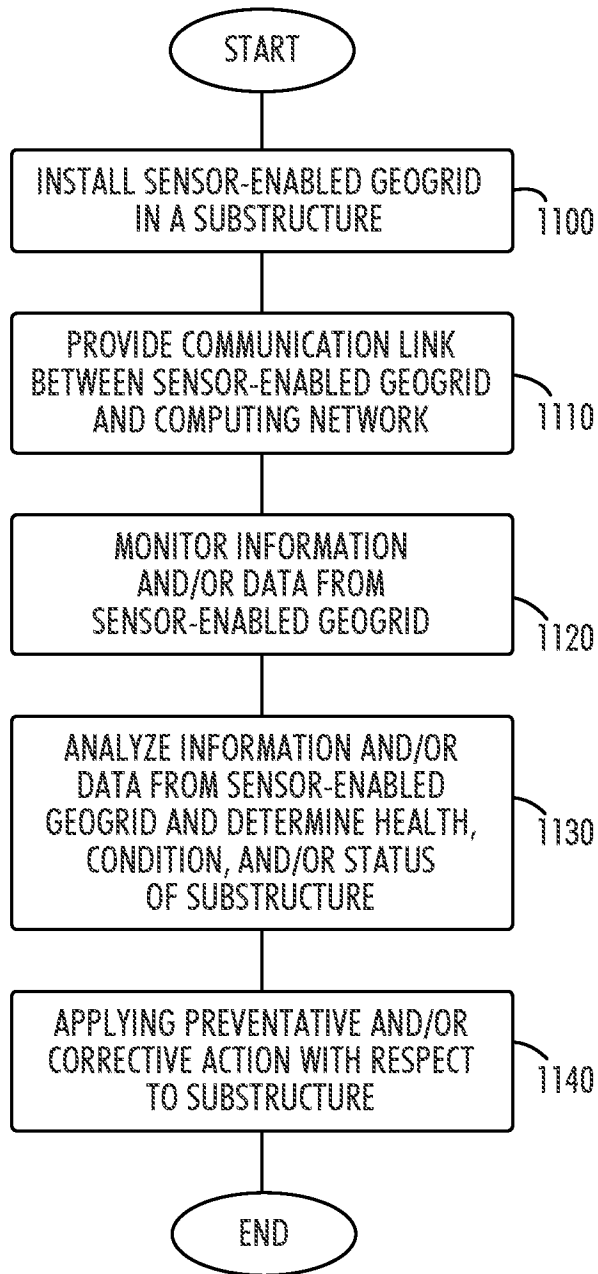 START
INSTALL SENSOR-ENABLED GEOGRID
IN A SUBSTRUCTURE
1100
PROVIDE COMMUNICATION LINK
BETWEEN SENSOR-ENABLED GEOGRID
AND COMPUTING NETWORK
1110
MONITOR INFORMATION
AND/OR DATA FROM
SENSOR-ENABLED GEOGRID
1120
ANALYZE INFORMATION AND/OR
DATA FROM SENSOR-ENABLED
GEOGRID AND DETERMINE HEALTH,
CONDITION, AND/OR STATUS
OF SUBSTRUCTURE
1130
APPLYING PREVENTATIVE AND/OR
CORRECTIVE ACTION WITH RESPECT
TO SUBSTRUCTURE
1140
END